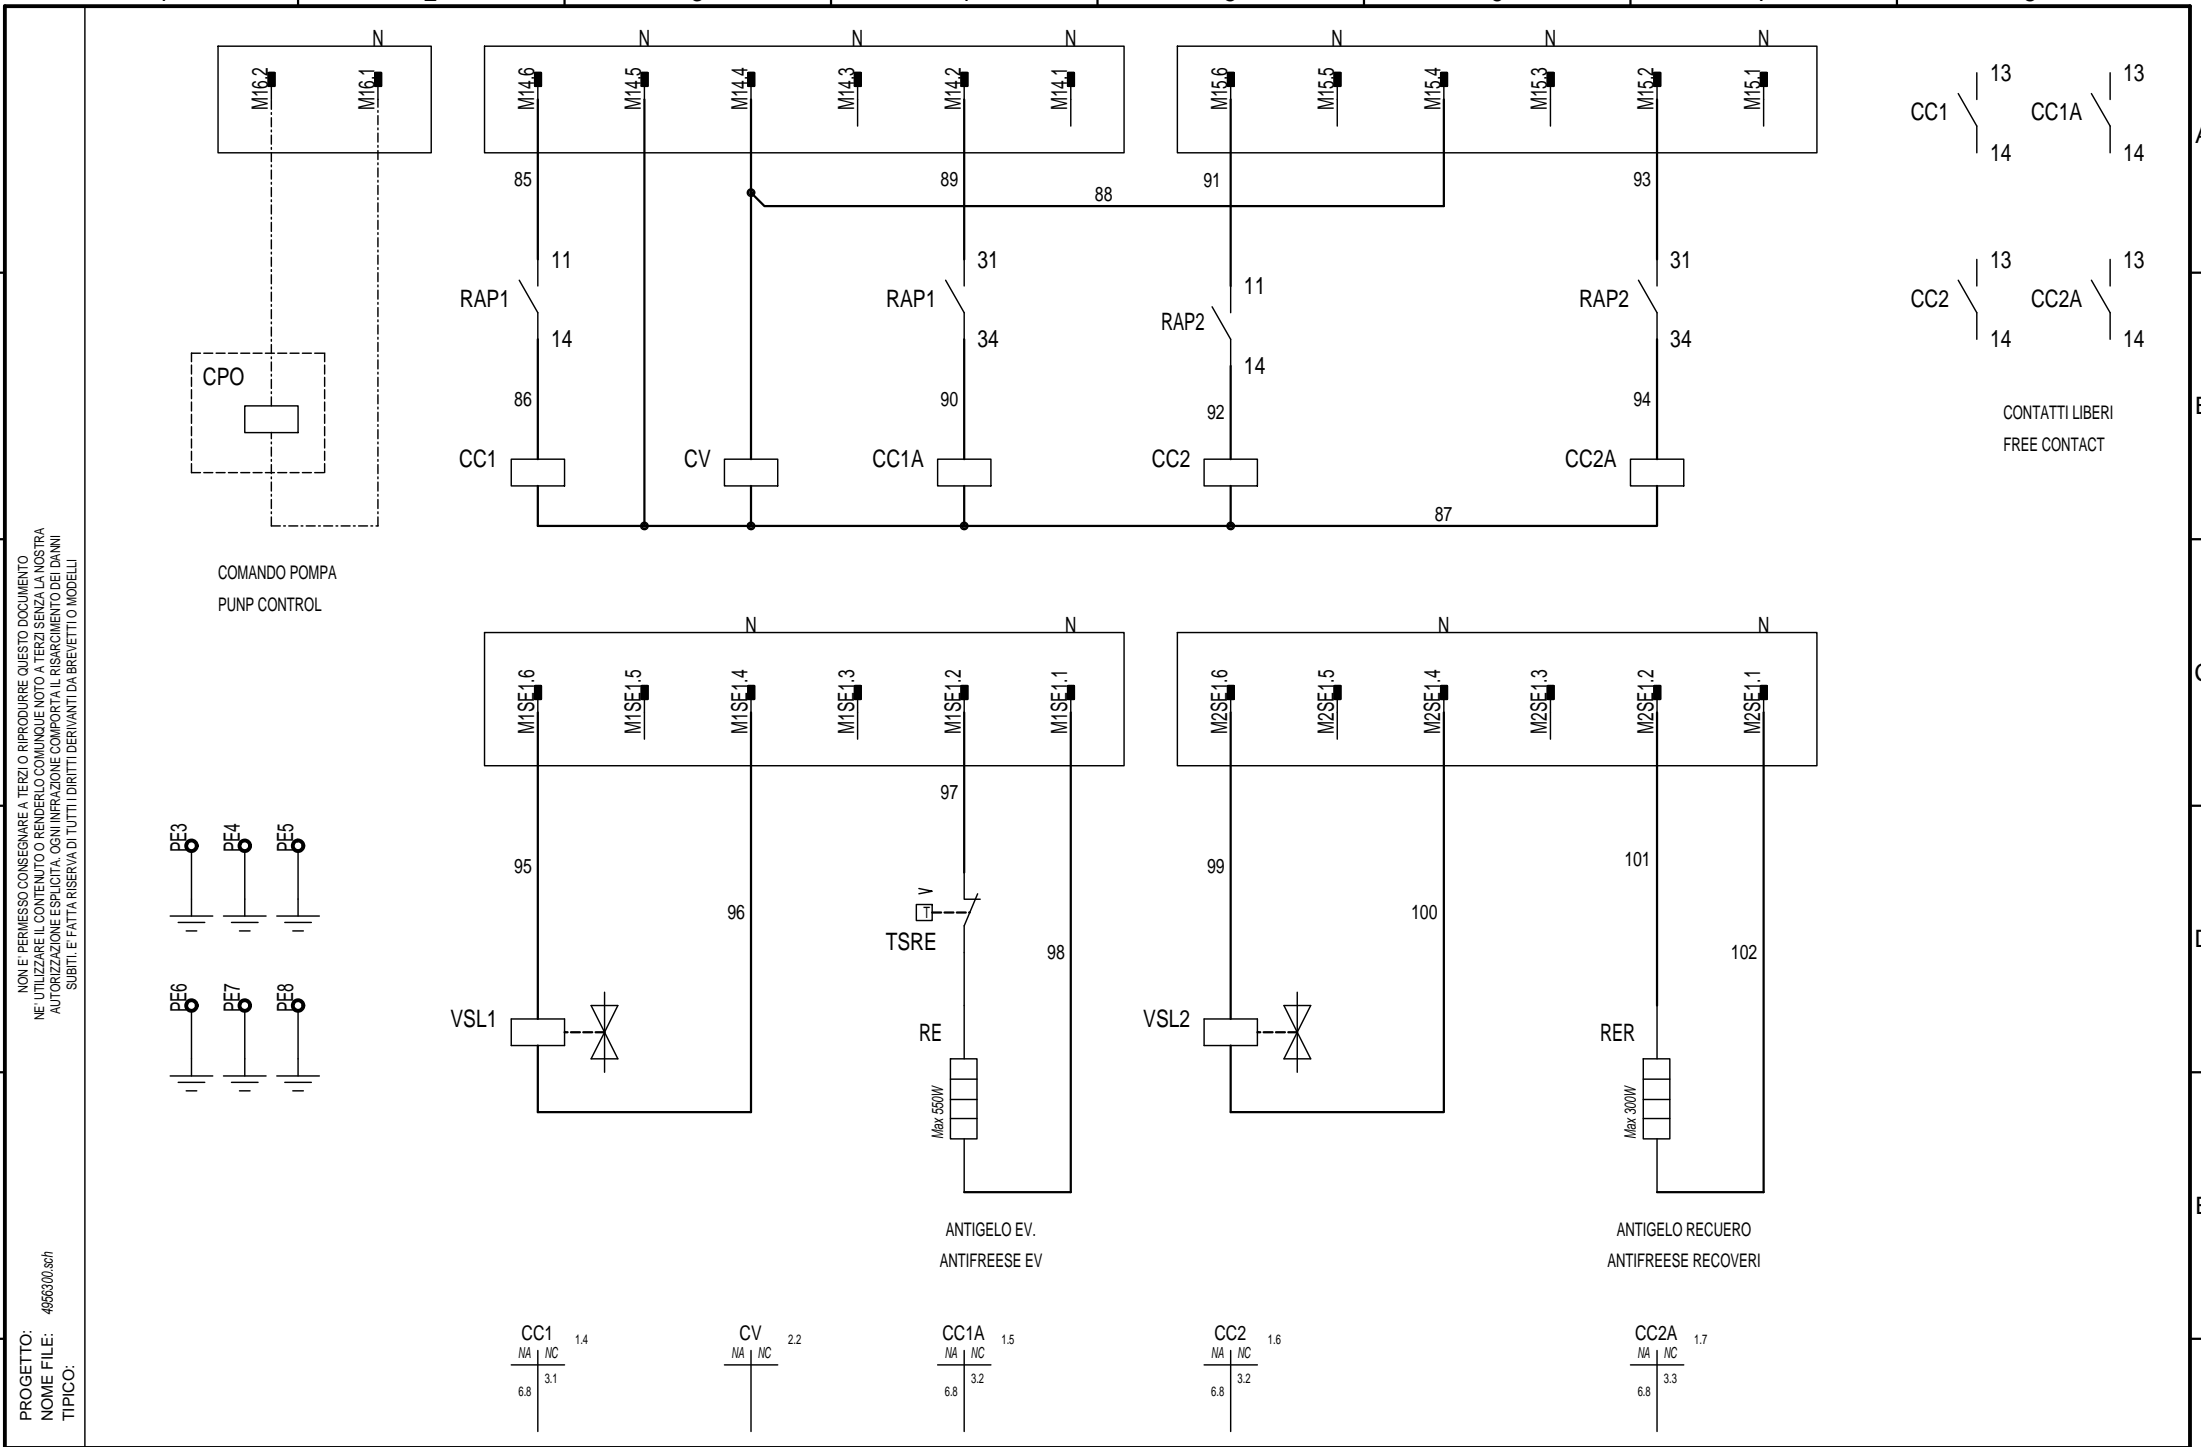 N
N
N
N
N
N
N
M16.2
M16.1
M14.6
M14.5
M14.4
M14.3
M14.2
M14.1
M15.6
M15.5
M15.4
M15.3
M15.2
M15.1
CC1
13
14
CC1A
13
14
85
89
88
91
93
RAP1
11
14
RAP1
31
34
RAP2
11
14
RAP2
31
34
CC2
13
14
CC2A
13
14
CPO
86
90
92
94
CONTATTI LIBERI
FREE CONTACT
CC1
CV
CC1A
CC2
CC2A
87
COMANDO POMPA
PUNP CONTROL
N
N
N
N
M1SE1.6
M1SE1.5
M1SE1.4
M1SE1.3
M1SE1.2
M1SE1.1
M2SE1.6
M2SE1.5
M2SE1.4
M2SE1.3
M2SE1.2
M2SE1.1
PE3
PE4
PE5
95
96
97
98
99
100
101
102
V
T
TSRE
PE6
PE7
PE8
VSL1
RE
Max 550W
VSL2
RER
Max 300W
ANTIGELO EV.
ANTIFREESE EV
ANTIGELO RECUERO
ANTIFREESE RECOVERI
CC1 1.4
NA NC
6.8 3.1
CV 2.2
NA NC
CC1A 1.5
NA NC
6.8 3.2
CC2 1.6
NA NC
6.8 3.2
CC2A 1.7
NA NC
6.8 3.3
NON E' PERMESSO CONSEGNARE A TERZI O RIPRODURRE QUESTO DOCUMENTO
NE' UTILIZZARE IL CONTENUTO O RENDERLO COMUNQUE NOTO A TERZI SENZA LA NOSTRA
AUTORIZZAZIONE ESPLICITA. OGNI INFRAZIONE COMPORTA IL RISARCIMENTO DEI DANNI
SUBITI. E' FATTA RISERVA DI TUTTI I DIRITTI DERIVANTI DA BREVETTI O MODELLI
PROGETTO:
NOME FILE: 4956300.sch
TIPICO: